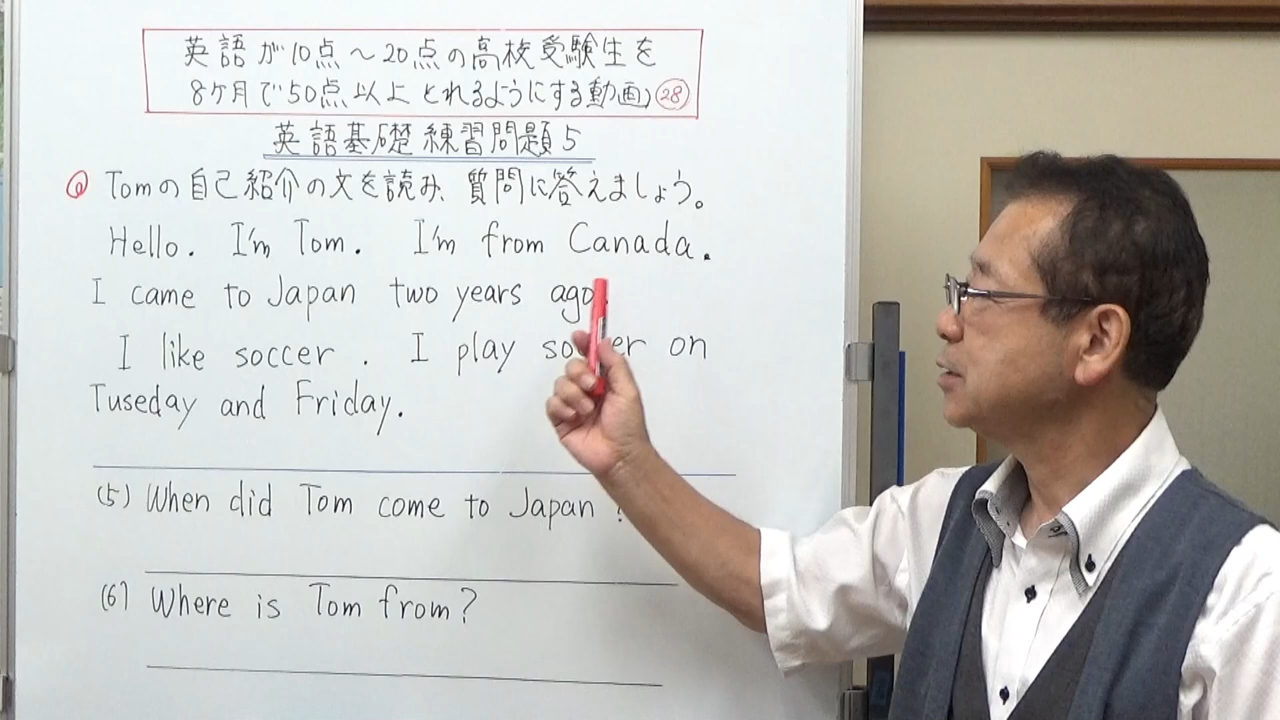 英語が10点～20点の高校受験生を
8ケ月で50点以上とれるようにする動画㉘
英語基礎練習問題5
Q Tomの自己紹介の文を読み、質問に答えましょう。
Hello. I'm Tom. I'm from Canada.
I came to Japan two years ago.
I like soccer. I play soccer on
Tuseday and Friday.
(5) When did Tom come to Japan ?
(6) Where is Tom from?